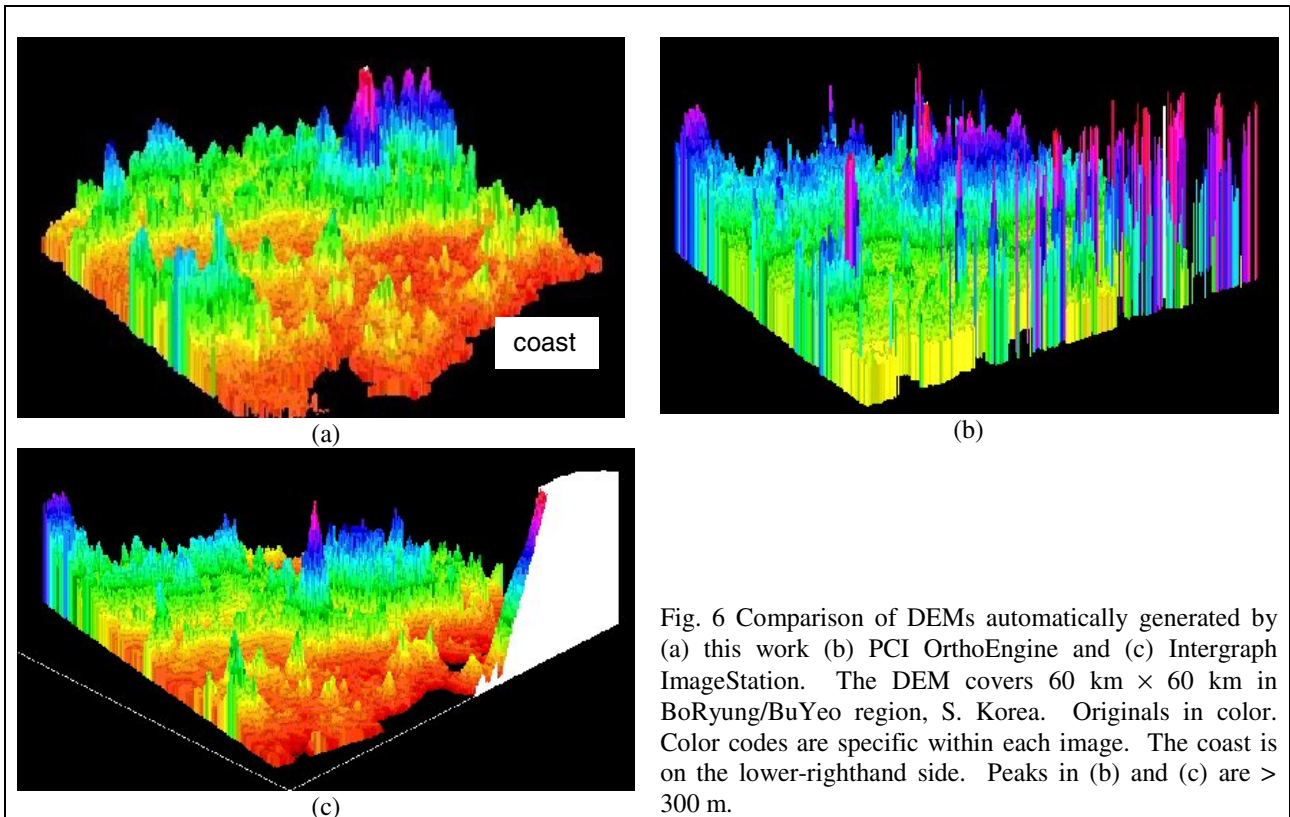 coast
(a)
(b)
(c)
Fig. 6 Comparison of DEMs automatically generated by
(a) this work (b) PCI OrthoEngine and (c) Intergraph
ImageStation. The DEM covers 60 km × 60 km in
BoRyung/BuYeo region, S. Korea. Originals in color.
Color codes are specific within each image. The coast is
on the lower-righthand side. Peaks in (b) and (c) are >
300 m.